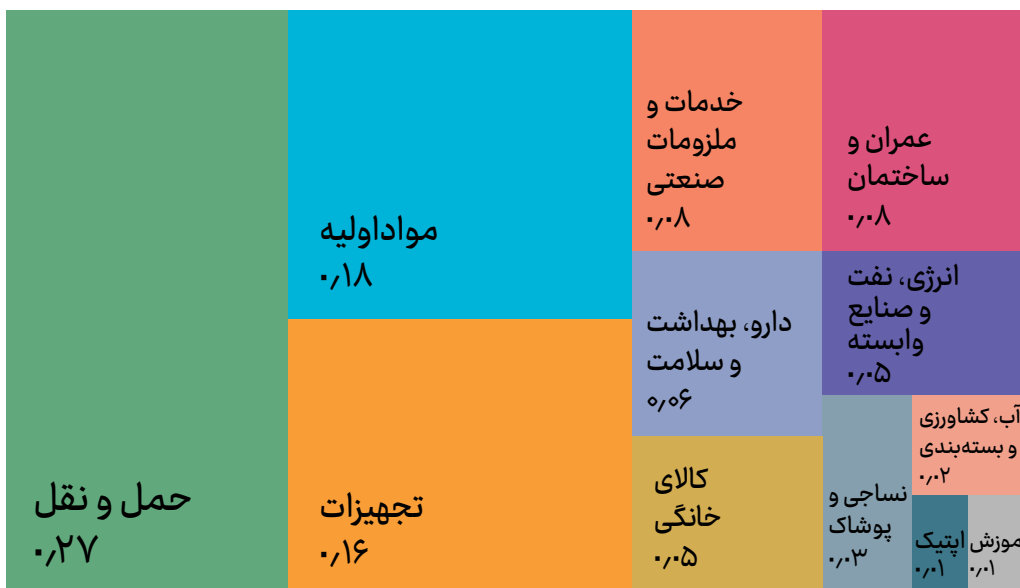 حمل و نقل
۰٫۲۷
مواداولیه
۰٫۱۸
تجهیزات
۰٫۱۶
خدمات و
ملزومات
صنعتی
۰٫۰۸
عمران و
ساختمان
۰٫۰۸
دارو، بهداشت
و سلامت
۰٫۰۶
انرژی، نفت
و صنایع
وابسته
۰٫۰۵
کالای
خانگی
۰٫۰۵
نساجی و
پوشاک
۰٫۰۳
آب، کشاورزی
و بسته‌بندی
۰٫۰۲
اپتیک
۰٫۰۱
موزش
۰٫۰۱